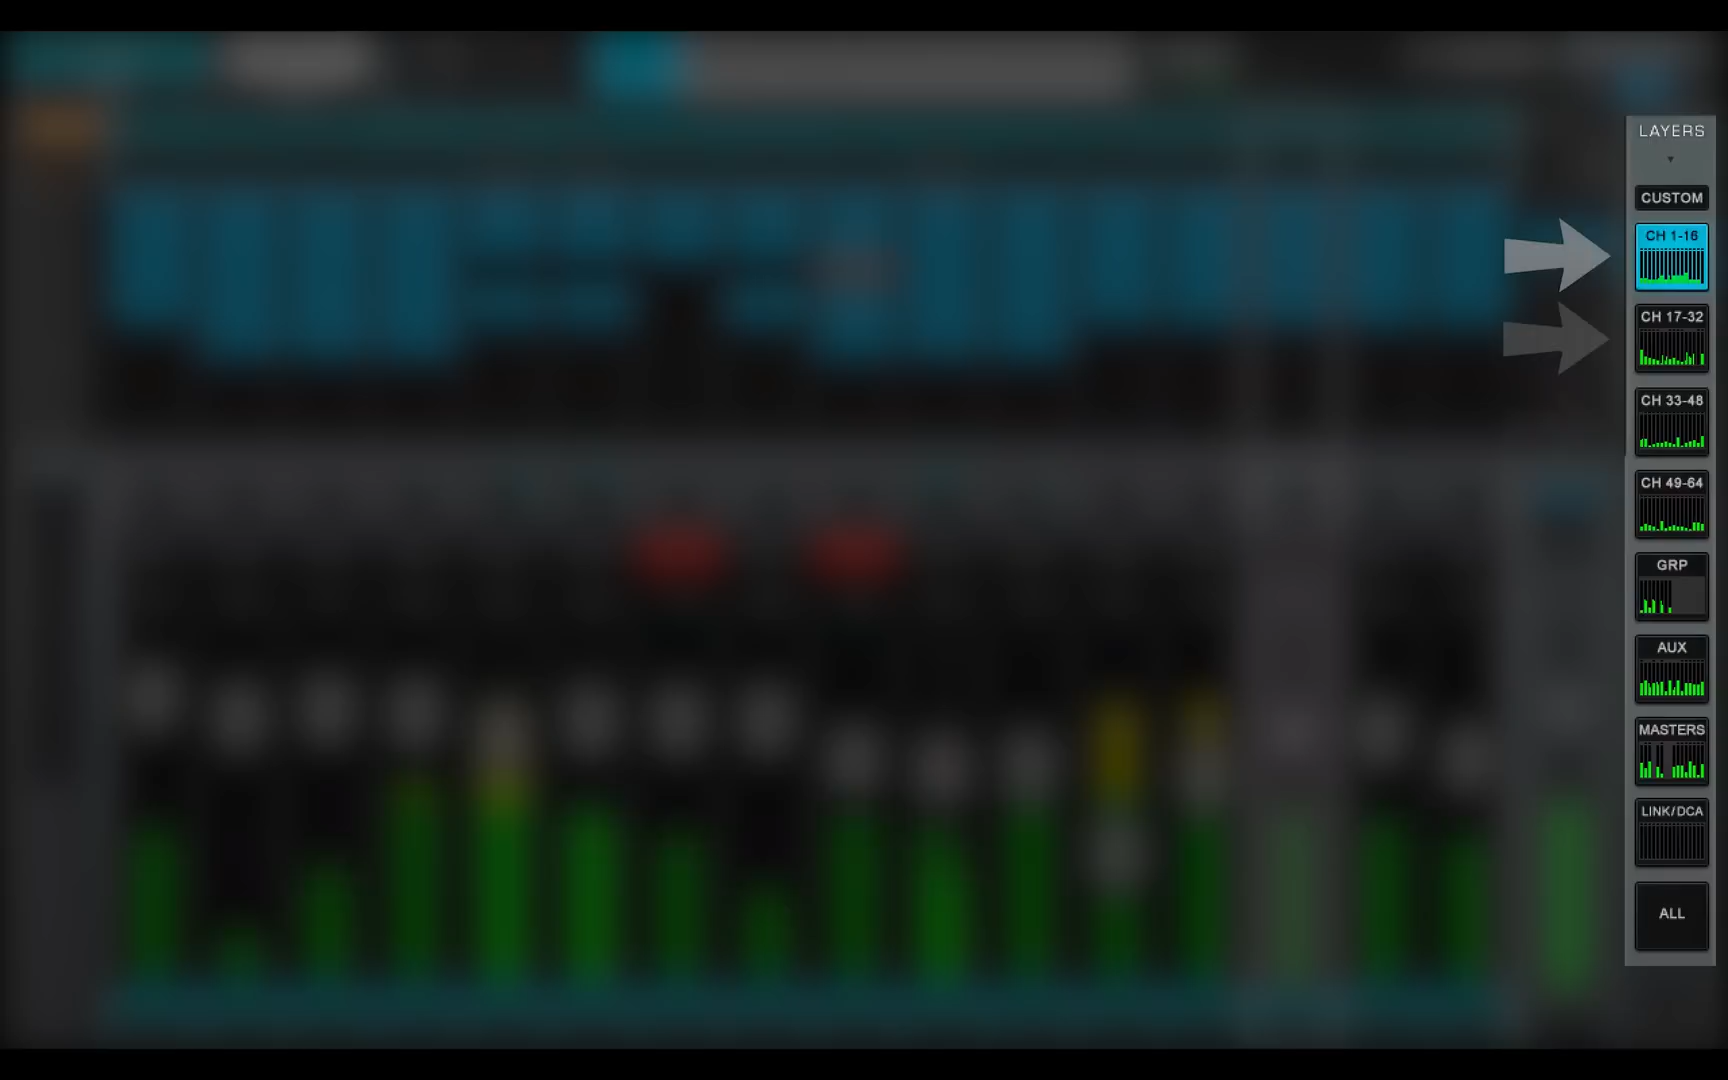 LAYERS
CUSTOM
CH 1-16
CH 17-32
CH 33-48
CH 49-64
GRP
AUX
MASTERS
LINK/DCA
ALL